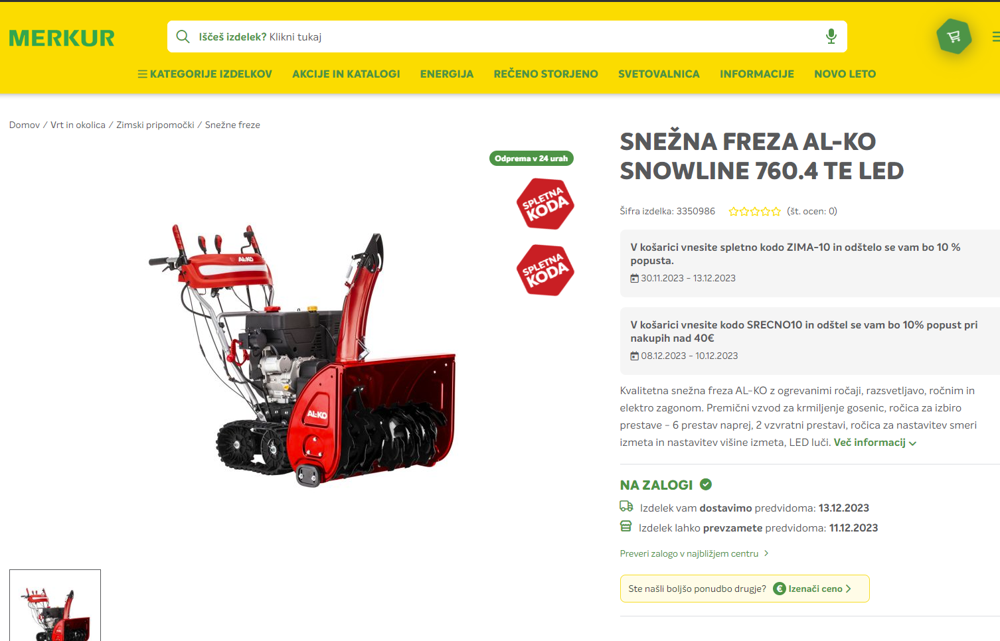 MERKUR
Iščeš izdelek? Klikni tukaj
KATEGORIJE IZDELKOV AKCIJE IN KATALOGI ENERGIJA REČENO STORJENO SVETOVALNICA INFORMACIJE NOVO LETO
Domov / Vrt in okolica / Zimski pripomočki / Snežne freze
Odprema v 24 urah
SPLETNA
KODA
SPLETNA
KODA
AL-KO
AL-KO
SNEŽNA FREZA AL-KO
SNOWLINE 760.4 TE LED
Šifra izdelka: 3350986 (št. ocen: 0)
V košarici vnesite spletno kodo ZIMA-10 in odštelo se vam bo 10 %
popusta.
30.11.2023 - 13.12.2023
V košarici vnesite kodo SRECNO10 in odštel se vam bo 10% popust pri
nakupih nad 40€
08.12.2023 - 10.12.2023
Kvalitetna snežna freza AL-KO z ogrevanimi ročaji, razsvetljavo, ročnim in
elektro zagonom. Premični vzvod za krmiljenje gosenic, ročica za izbiro
prestave - 6 prestav naprej, 2 vzvratni prestavi, ročica za nastavitev smeri
izmeta in nastavitev višine izmeta, LED luči. Več informacij
NA ZALOGI
Izdelek vam dostavimo predvidoma: 13.12.2023
Izdelek lahko prevzamete predvidoma: 11.12.2023
Preveri zalogo v najbližjem centru
Ste našli boljšo ponudbo drugje? € Izenači ceno